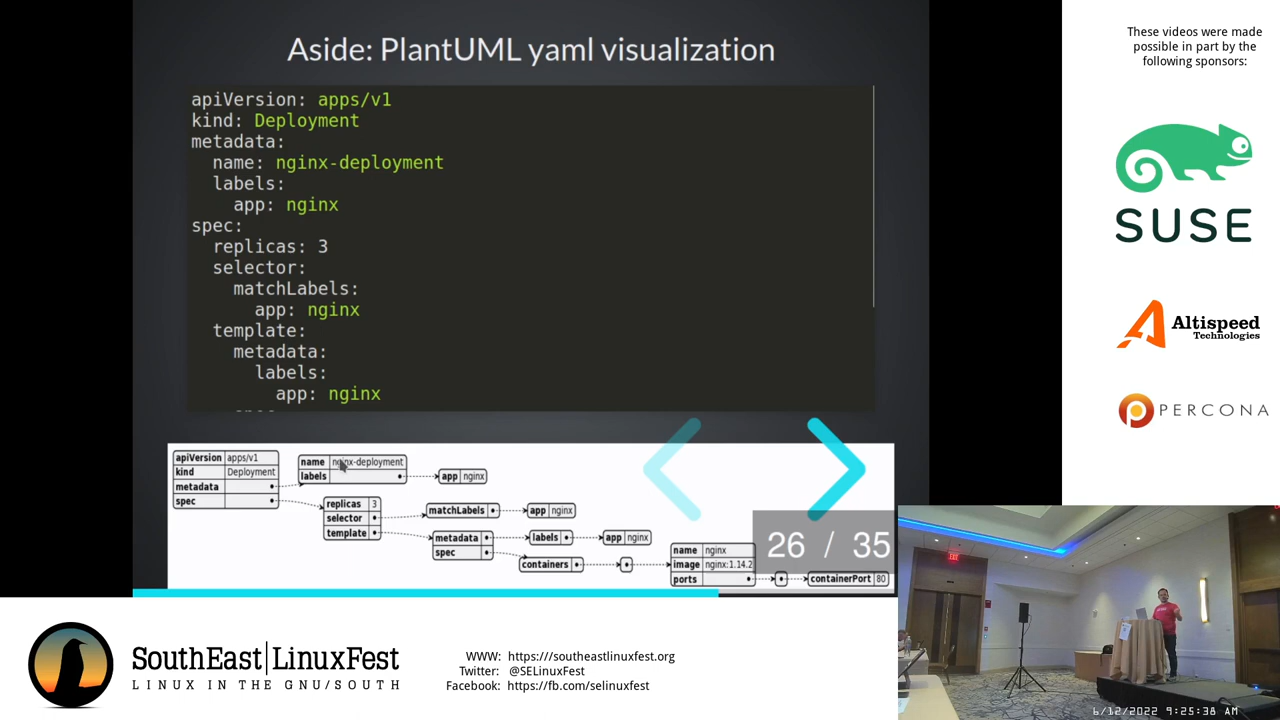 Aside: PlantUML yaml visualization
apiVersion: apps/v1
kind: Deployment
metadata:
name: nginx-deployment
labels:
app: nginx
spec:
replicas: 3
selector:
matchLabels:
app: nginx
template:
metadata:
labels:
app: nginx
apiVersion apps/v1
kind Deployment
metadata
spec
name nginx-deployment
labels
app nginx
replicas 3
selector
template
matchLabels
app nginx
metadata
spec
labels
app nginx
containers
name nginx
image nginx:1.14.2
ports
containerPort 80
26 / 35
These videos were made
possible in part by the
following sponsors:
SUSE
Altispeed
Technologies
PERCONA
SouthEast LinuxFest
LINUX IN THE GNU/SOUTH
WWW: https:///southeastlinuxfest.org
Twitter: @SELinuxFest
Facebook: https://fb.com/selinuxfest
6/12/2022 9:25:38 AM